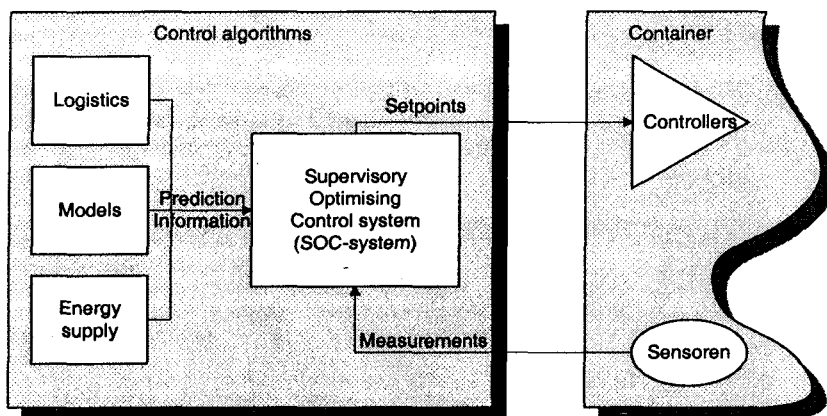 Control algorithms
Container
Logistics
Setpoints
Controllers
Models
Prediction
Information
Supervisory
Optimising
Control system
(SOC-system)
Energy
supply
Measurements
Sensoren